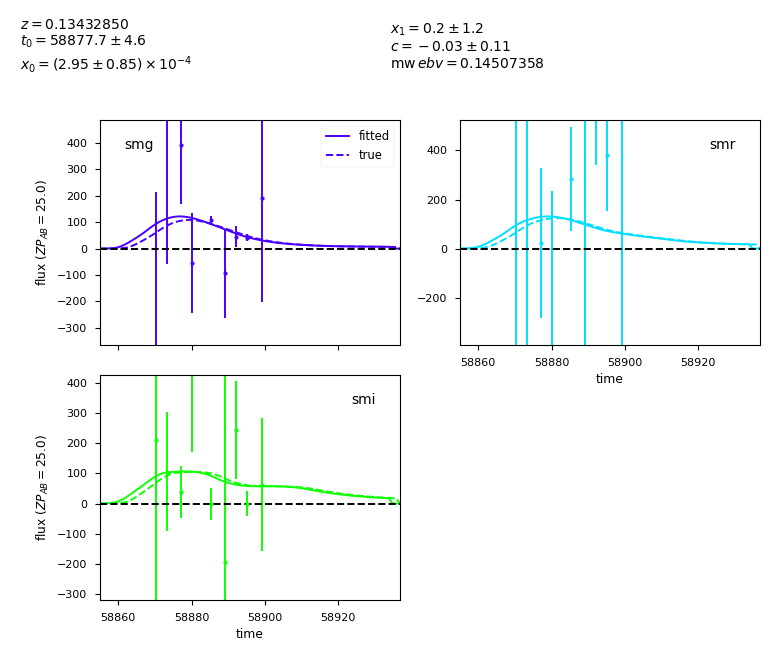 z = 0.13432850
t₀ = 58877.7 ± 4.6
x₀ = (2.95 ± 0.85) × 10⁻⁴
x₁ = 0.2 ± 1.2
c = −0.03 ± 0.11
mw ebv = 0.14507358
smg
fitted
true
400
300
200
100
0
−100
−200
−300
flux (ZP_AB = 25.0)
smr
400
200
0
−200
58860 58880 58900 58920
time
smi
400
300
200
100
0
−100
−200
−300
flux (ZP_AB = 25.0)
58860 58880 58900 58920
time